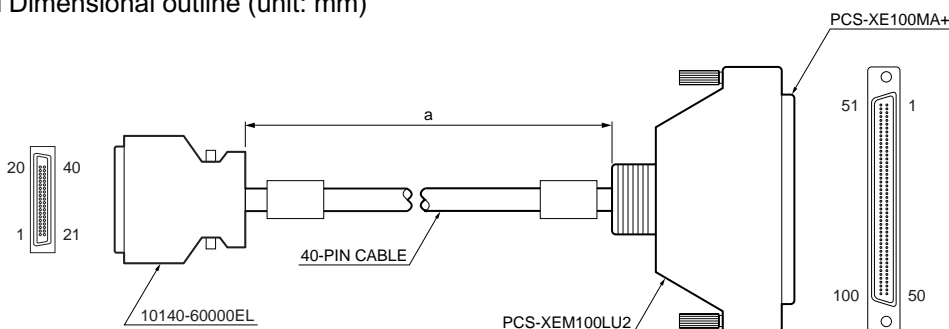 Dimensional outline (unit: mm)
PCS-XE100MA+
a
51 1
20 40
1 21
40-PIN CABLE
100 50
10140-60000EL
PCS-XEM100LU2